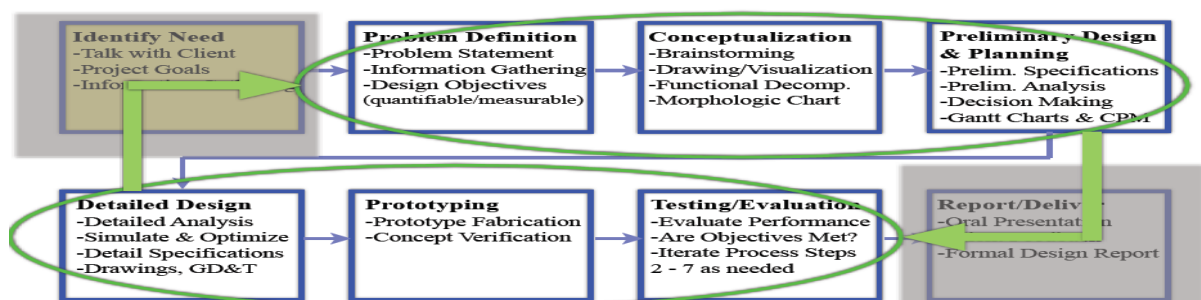 Identify Need
-Talk with Client
-Project Goals
Problem Definition
-Problem Statement
-Information Gathering
-Design Objectives
(quantifiable/measurable)
Conceptualization
-Brainstorming
-Drawing/Visualization
-Functional Decomp.
-Morphologic Chart
Preliminary Design
& Planning
-Prelim. Specifications
-Prelim. Analysis
-Decision Making
-Gantt Charts & CPM
Detailed Design
-Detailed Analysis
-Simulate & Optimize
-Detail Specifications
-Drawings, GD&T
Prototyping
-Prototype Fabrication
-Concept Verification
Testing/Evaluation
-Evaluate Performance
-Are Objectives Met?
-Iterate Process Steps
2 - 7 as needed
Report/Deliver
-Oral Presentation
-Formal Design Report